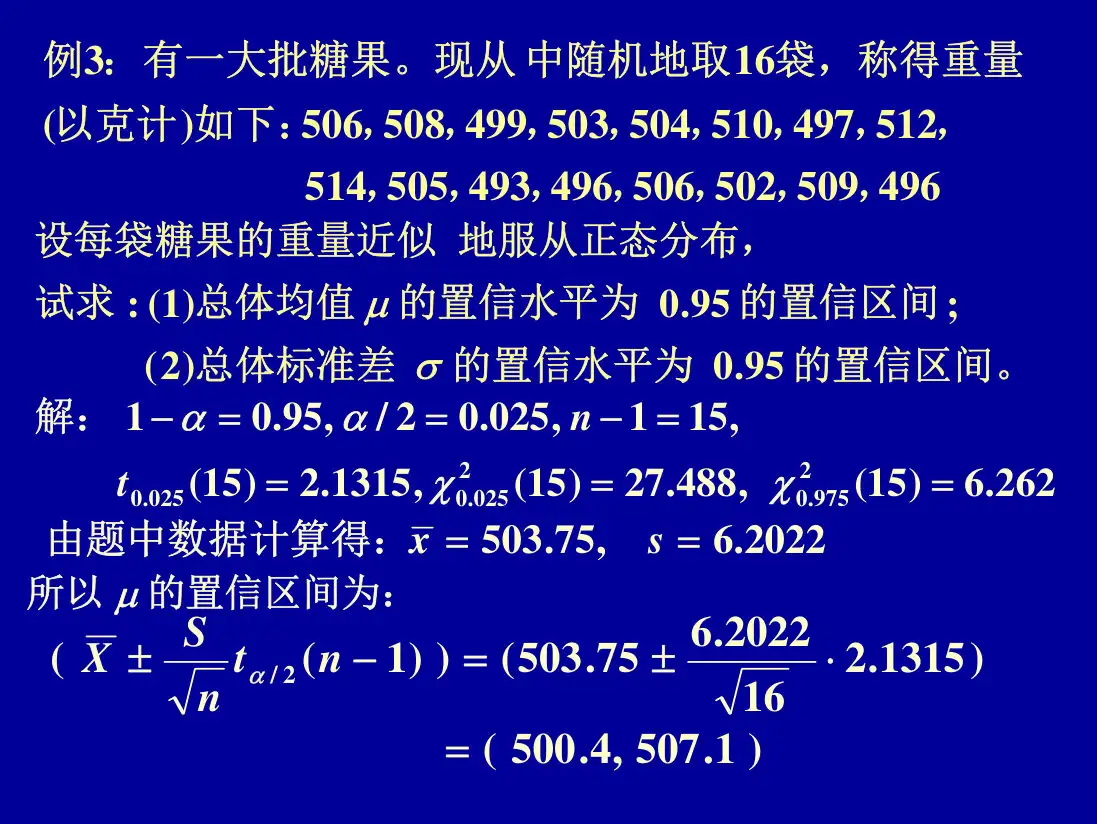 例3：有一大批糖果。现从 中随机地取16袋，称得重量
(以克计)如下：506，508，499，503，504，510，497，512，
514，505，493，496，506，502，509，496
设每袋糖果的重量近似 地服从正态分布，
试求：(1)总体均值 μ 的置信水平为 0.95 的置信区间；
(2)总体标准差 σ 的置信水平为 0.95 的置信区间。
解： 1−α = 0.95, α / 2 = 0.025, n − 1 = 15,
t₀.₀₂₅(15) = 2.1315, χ²₀.₀₂₅(15) = 27.488, χ²₀.₉₇₅(15) = 6.262
由题中数据计算得：x̄ = 503.75, s = 6.2022
所以 μ 的置信区间为：
( X̄ ± S/√n t_{α/2}(n − 1) ) = (503.75 ± 6.2022/√16 · 2.1315)
= ( 500.4, 507.1 )